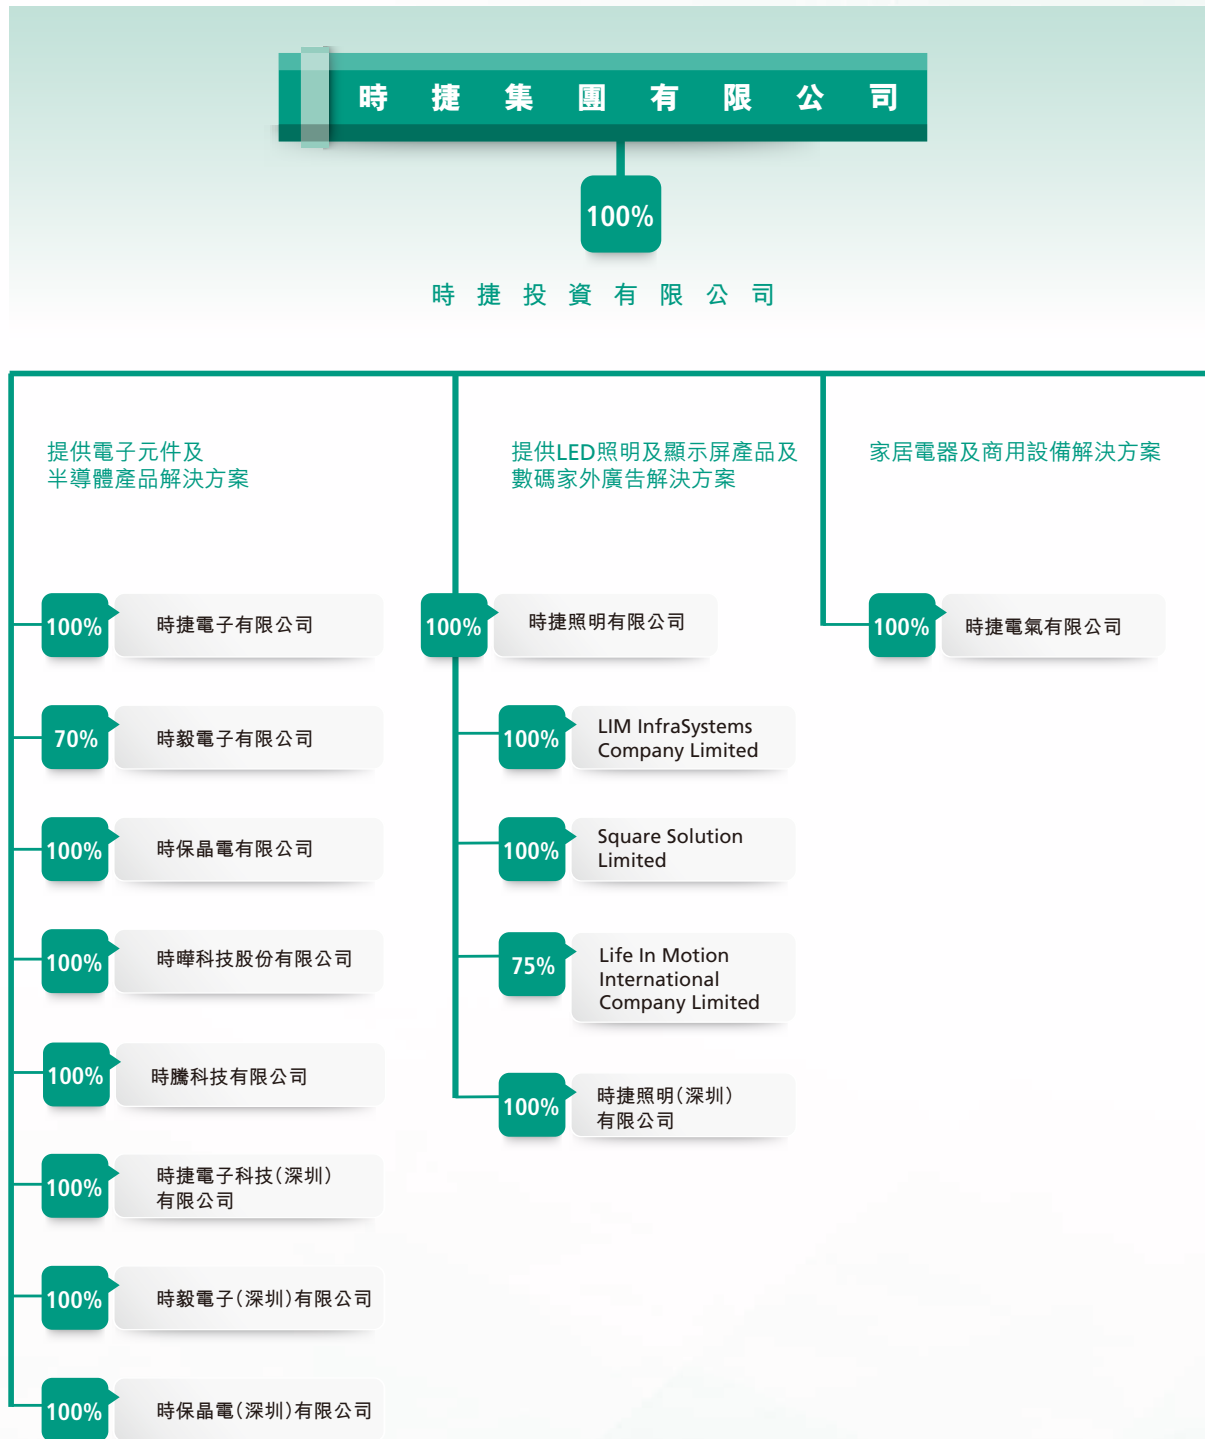 時捷集團有限公司
100%
時捷投資有限公司
提供電子元件及
半導體產品解決方案
100%
時捷電子有限公司
70%
時毅電子有限公司
100%
時保晶電有限公司
100%
時曄科技股份有限公司
100%
時騰科技有限公司
100%
時捷電子科技(深圳)
有限公司
100%
時毅電子(深圳)有限公司
100%
時保晶電(深圳)有限公司
提供LED照明及顯示屏產品及
數碼家外廣告解決方案
100%
時捷照明有限公司
100%
LIM InfraSystems
Company Limited
100%
Square Solution
Limited
75%
Life In Motion
International
Company Limited
100%
時捷照明(深圳)
有限公司
家居電器及商用設備解決方案
100%
時捷電氣有限公司